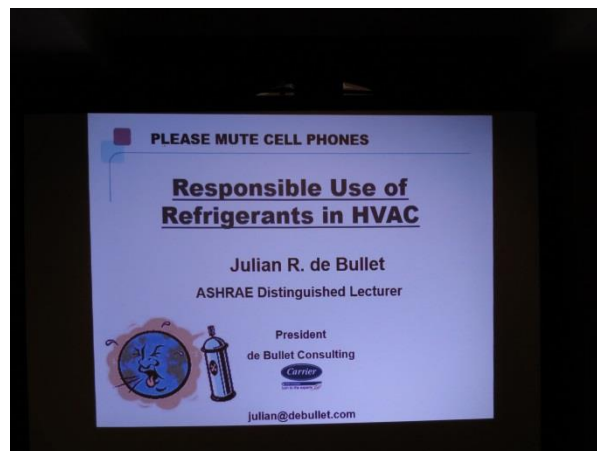 PLEASE MUTE CELL PHONES
Responsible Use of
Refrigerants in HVAC
Julian R. de Bullet
ASHRAE Distinguished Lecturer
President
de Bullet Consulting
Carrier
julian@debullet.com